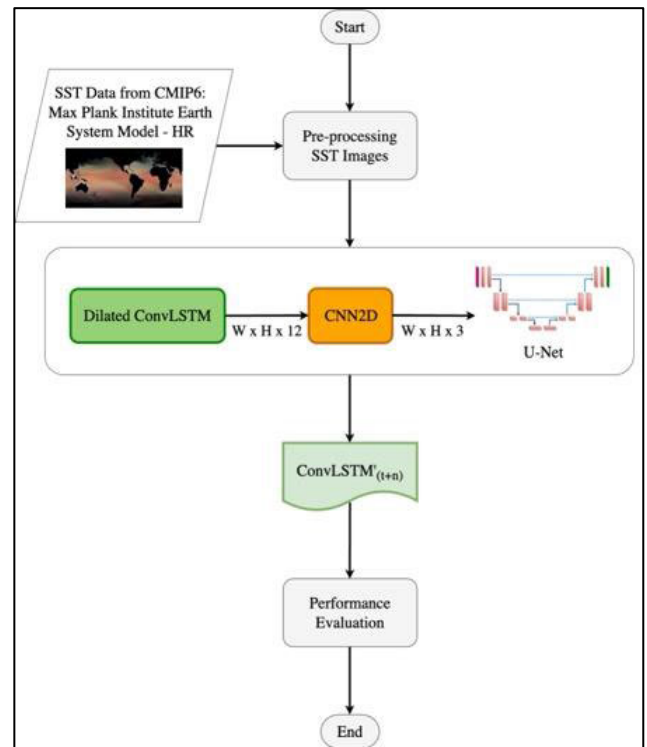 Start
SST Data from CMIP6:
Max Plank Institute Earth
System Model - HR
Pre-processing
SST Images
Dilated ConvLSTM
W x H x 12
CNN2D
W x H x 3
U-Net
ConvLSTM'(t+n)
Performance
Evaluation
End